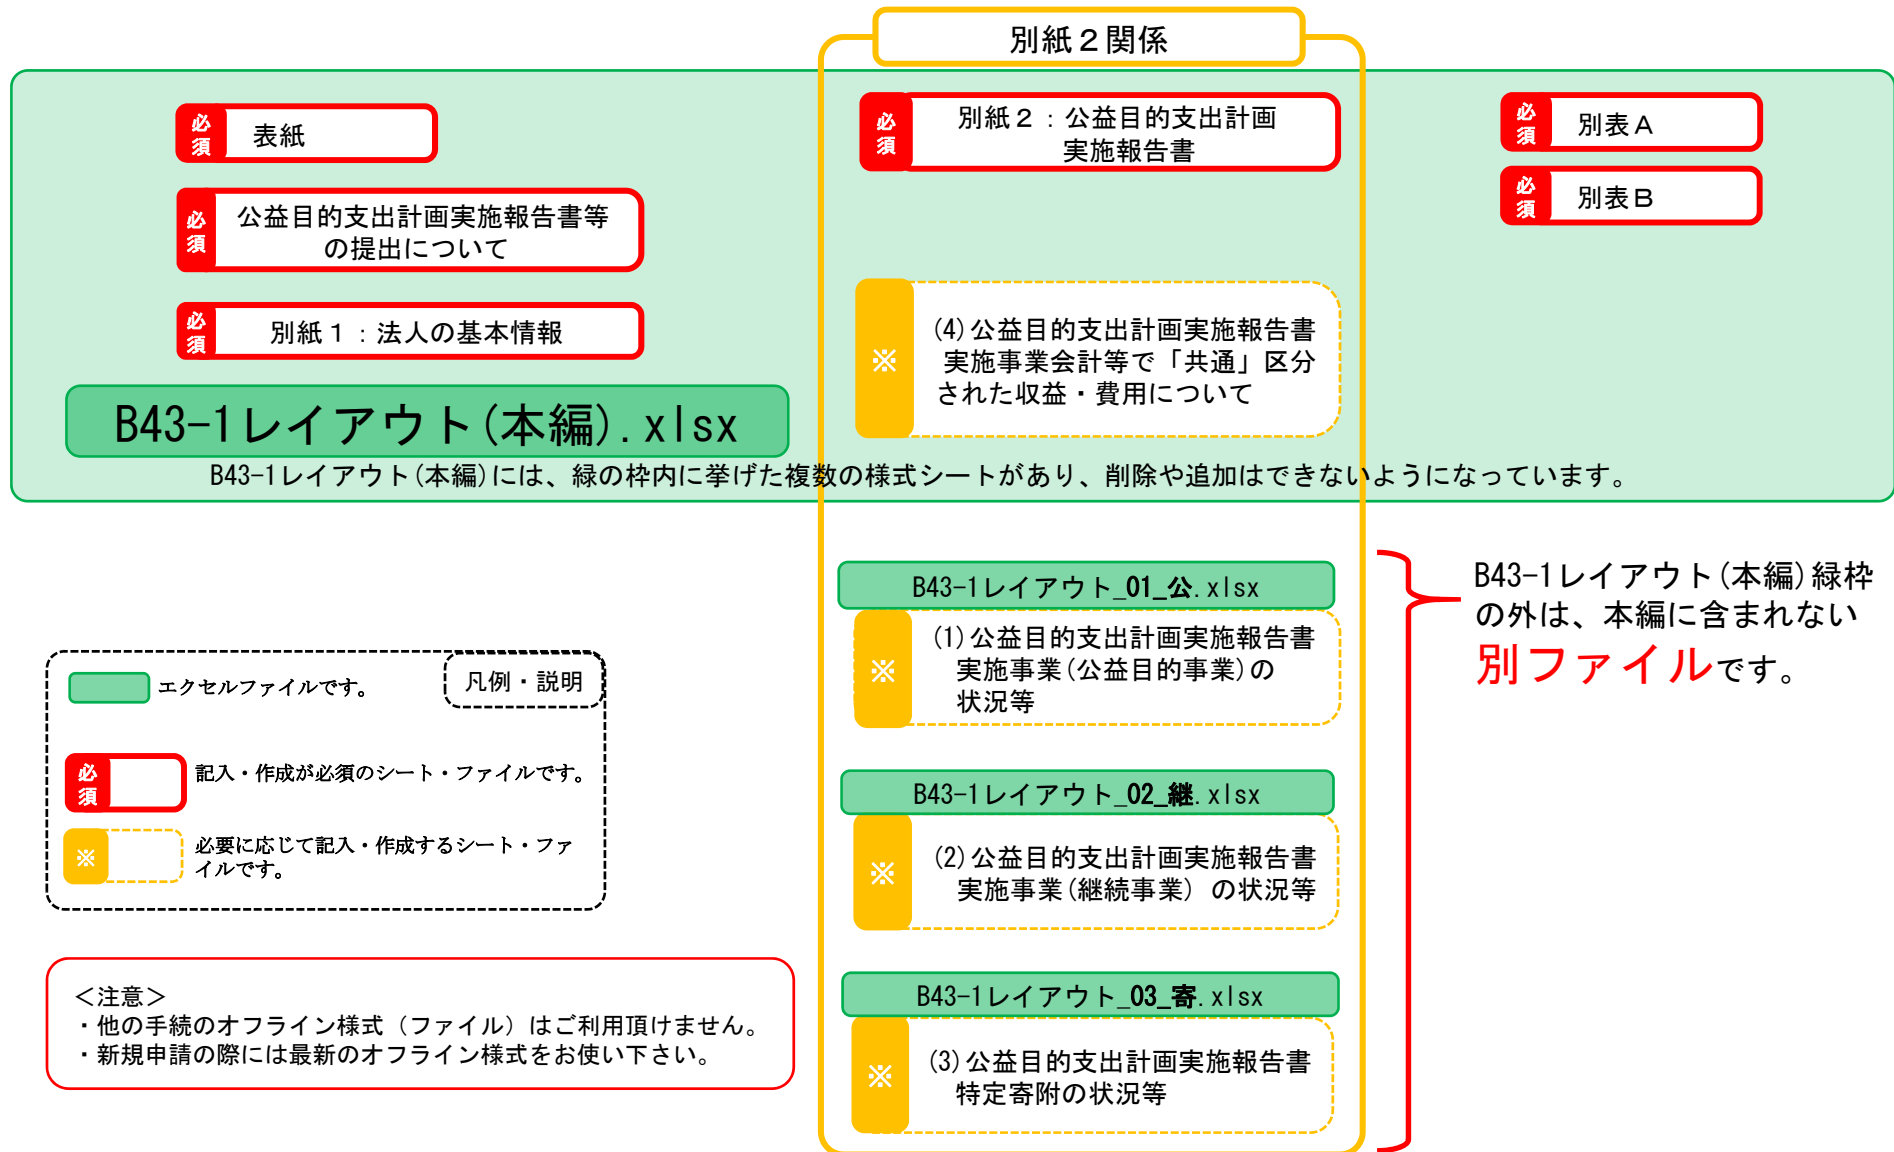 別紙２関係
必須
表紙
必須
公益目的支出計画実施報告書等
の提出について
必須
別紙１：法人の基本情報
必須
別紙２：公益目的支出計画
実施報告書
※
(4)公益目的支出計画実施報告書
実施事業会計等で「共通」区分
された収益・費用について
必須
別表Ａ
必須
別表Ｂ
B43-1レイアウト(本編).xlsx
B43-1レイアウト(本編)には、緑の枠内に挙げた複数の様式シートがあり、削除や追加はできないようになっています。
B43-1レイアウト_01_公.xlsx
※
(1)公益目的支出計画実施報告書
実施事業(公益目的事業)の
状況等
B43-1レイアウト_02_継.xlsx
※
(2)公益目的支出計画実施報告書
実施事業(継続事業）の状況等
B43-1レイアウト_03_寄.xlsx
※
(3)公益目的支出計画実施報告書
特定寄附の状況等
B43-1レイアウト(本編)緑枠
の外は、本編に含まれない
別ファイルです。
凡例・説明
エクセルファイルです。
必須
記入・作成が必須のシート・ファイルです。
※
必要に応じて記入・作成するシート・ファ
イルです。
＜注意＞
・他の手続のオフライン様式（ファイル）はご利用頂けません。
・新規申請の際には最新のオフライン様式をお使い下さい。